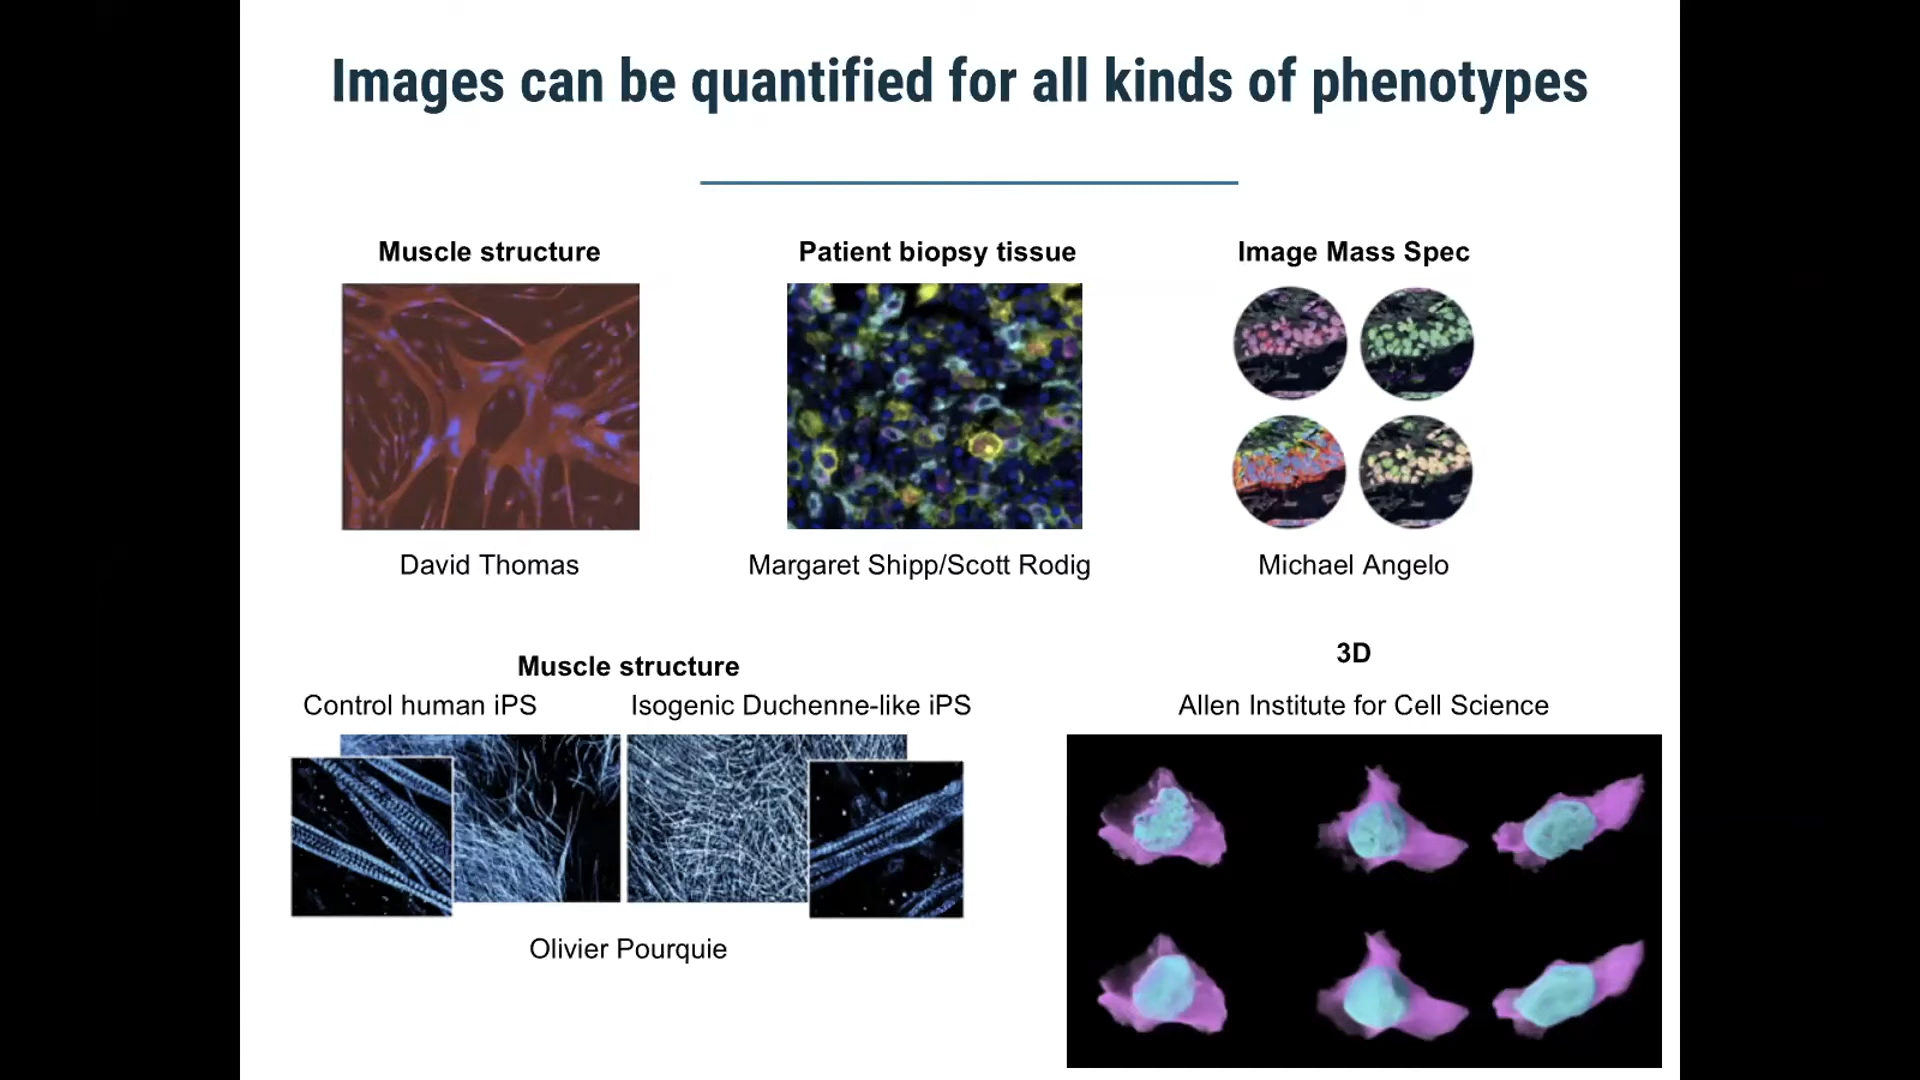 Images can be quantified for all kinds of phenotypes
Muscle structure
Patient biopsy tissue
Image Mass Spec
David Thomas
Margaret Shipp/Scott Rodig
Michael Angelo
Muscle structure
Control human iPS
Isogenic Duchenne-like iPS
Olivier Pourquie
3D
Allen Institute for Cell Science